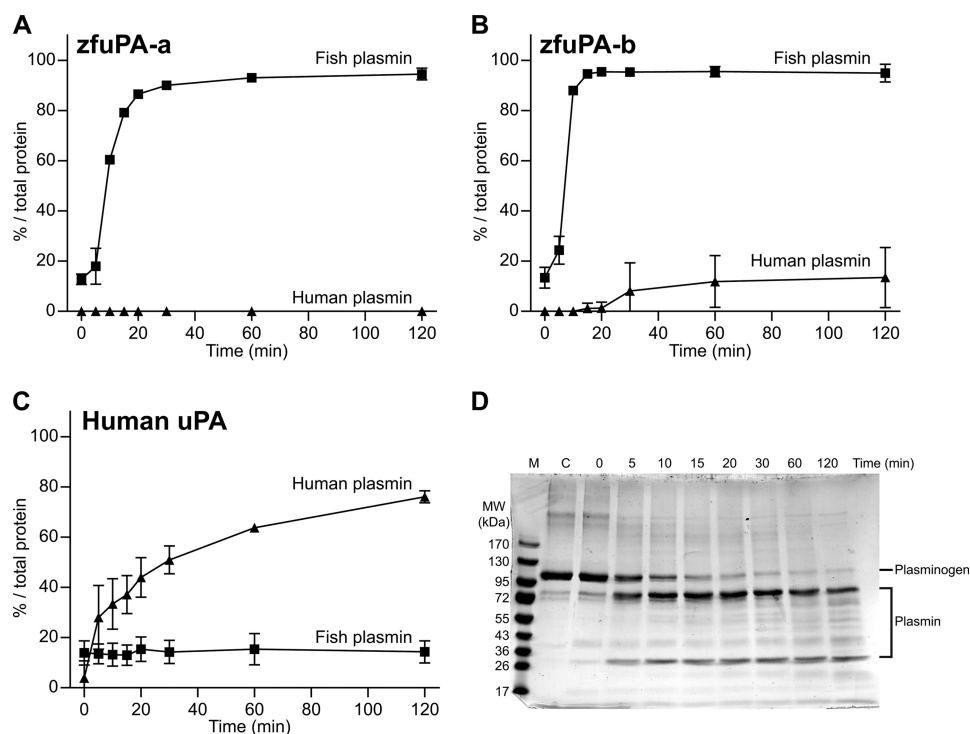 A
zfuPA-a
100
80
60
40
20
0
% / total protein
Fish plasmin
Human plasmin
0 20 40 60 80 100 120
Time (min)
B
zfuPA-b
100
80
60
40
20
0
% / total protein
Fish plasmin
Human plasmin
0 20 40 60 80 100 120
Time (min)
C
Human uPA
100
80
60
40
20
0
% / total protein
Human plasmin
Fish plasmin
0 20 40 60 80 100 120
Time (min)
D
M C 0 5 10 15 20 30 60 120 Time (min)
MW
(kDa)
170
130
95
72
55
43
36
26
17
Plasminogen
Plasmin